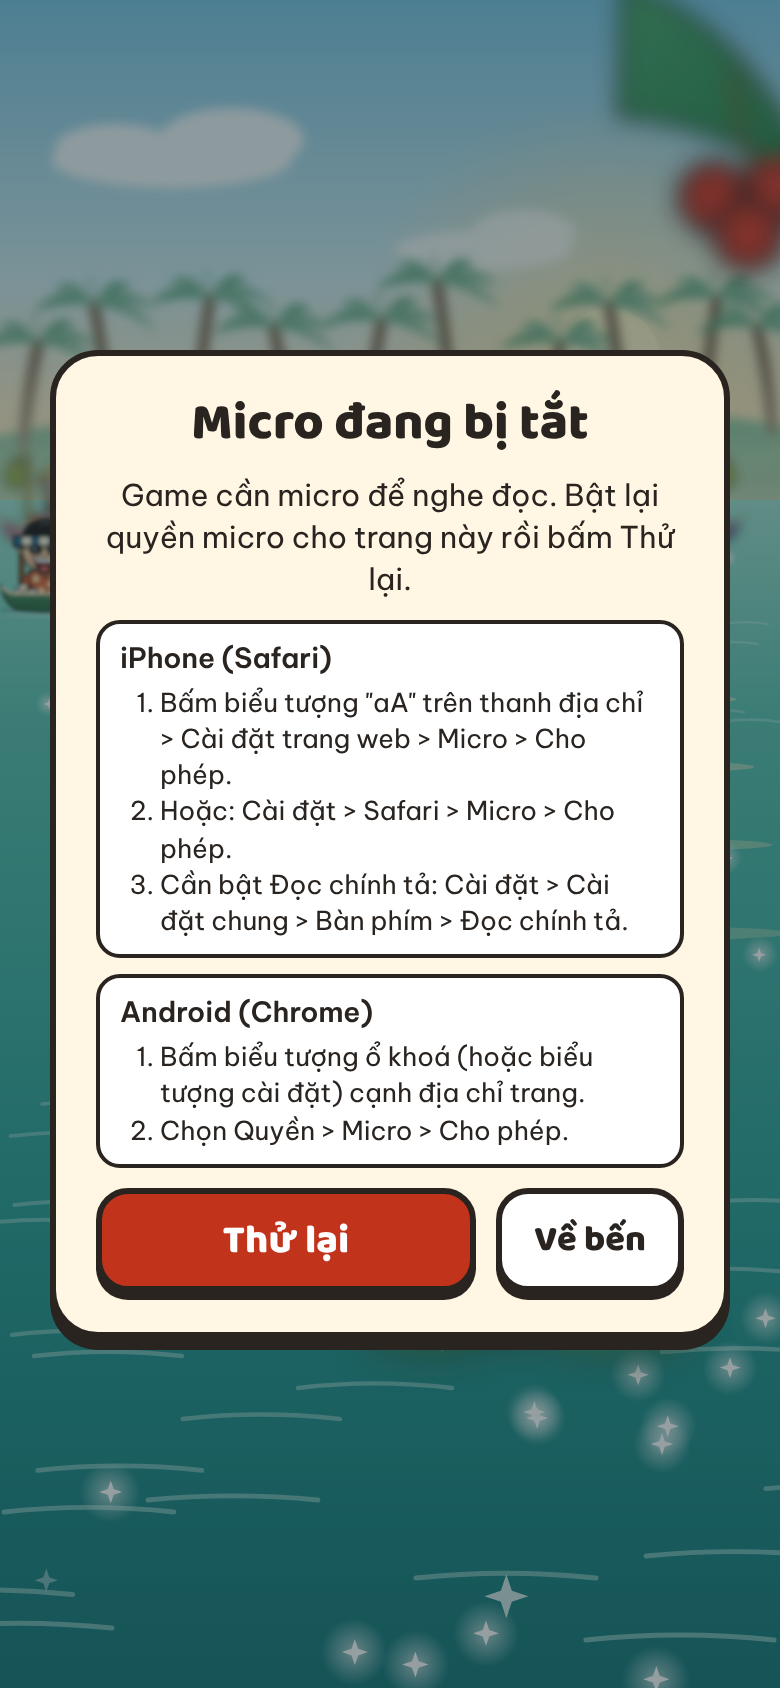 Micro đang bị tắt
Game cần micro để nghe đọc. Bật lại
quyền micro cho trang này rồi bấm Thử
lại.
iPhone (Safari)
1. Bấm biểu tượng "aA" trên thanh địa chỉ
> Cài đặt trang web > Micro > Cho
phép.
2. Hoặc: Cài đặt > Safari > Micro > Cho
phép.
3. Cần bật Đọc chính tả: Cài đặt > Cài
đặt chung > Bàn phím > Đọc chính tả.
Android (Chrome)
1. Bấm biểu tượng ổ khoá (hoặc biểu
tượng cài đặt) cạnh địa chỉ trang.
2. Chọn Quyền > Micro > Cho phép.
Thử lại
Về bến